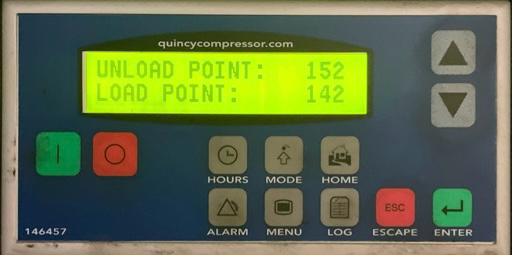 quincycompressor.com
UNLOAD POINT: 152
LOAD POINT: 142
HOURS MODE HOME
ESC
ALARM MENU LOG ESCAPE ENTER
146457